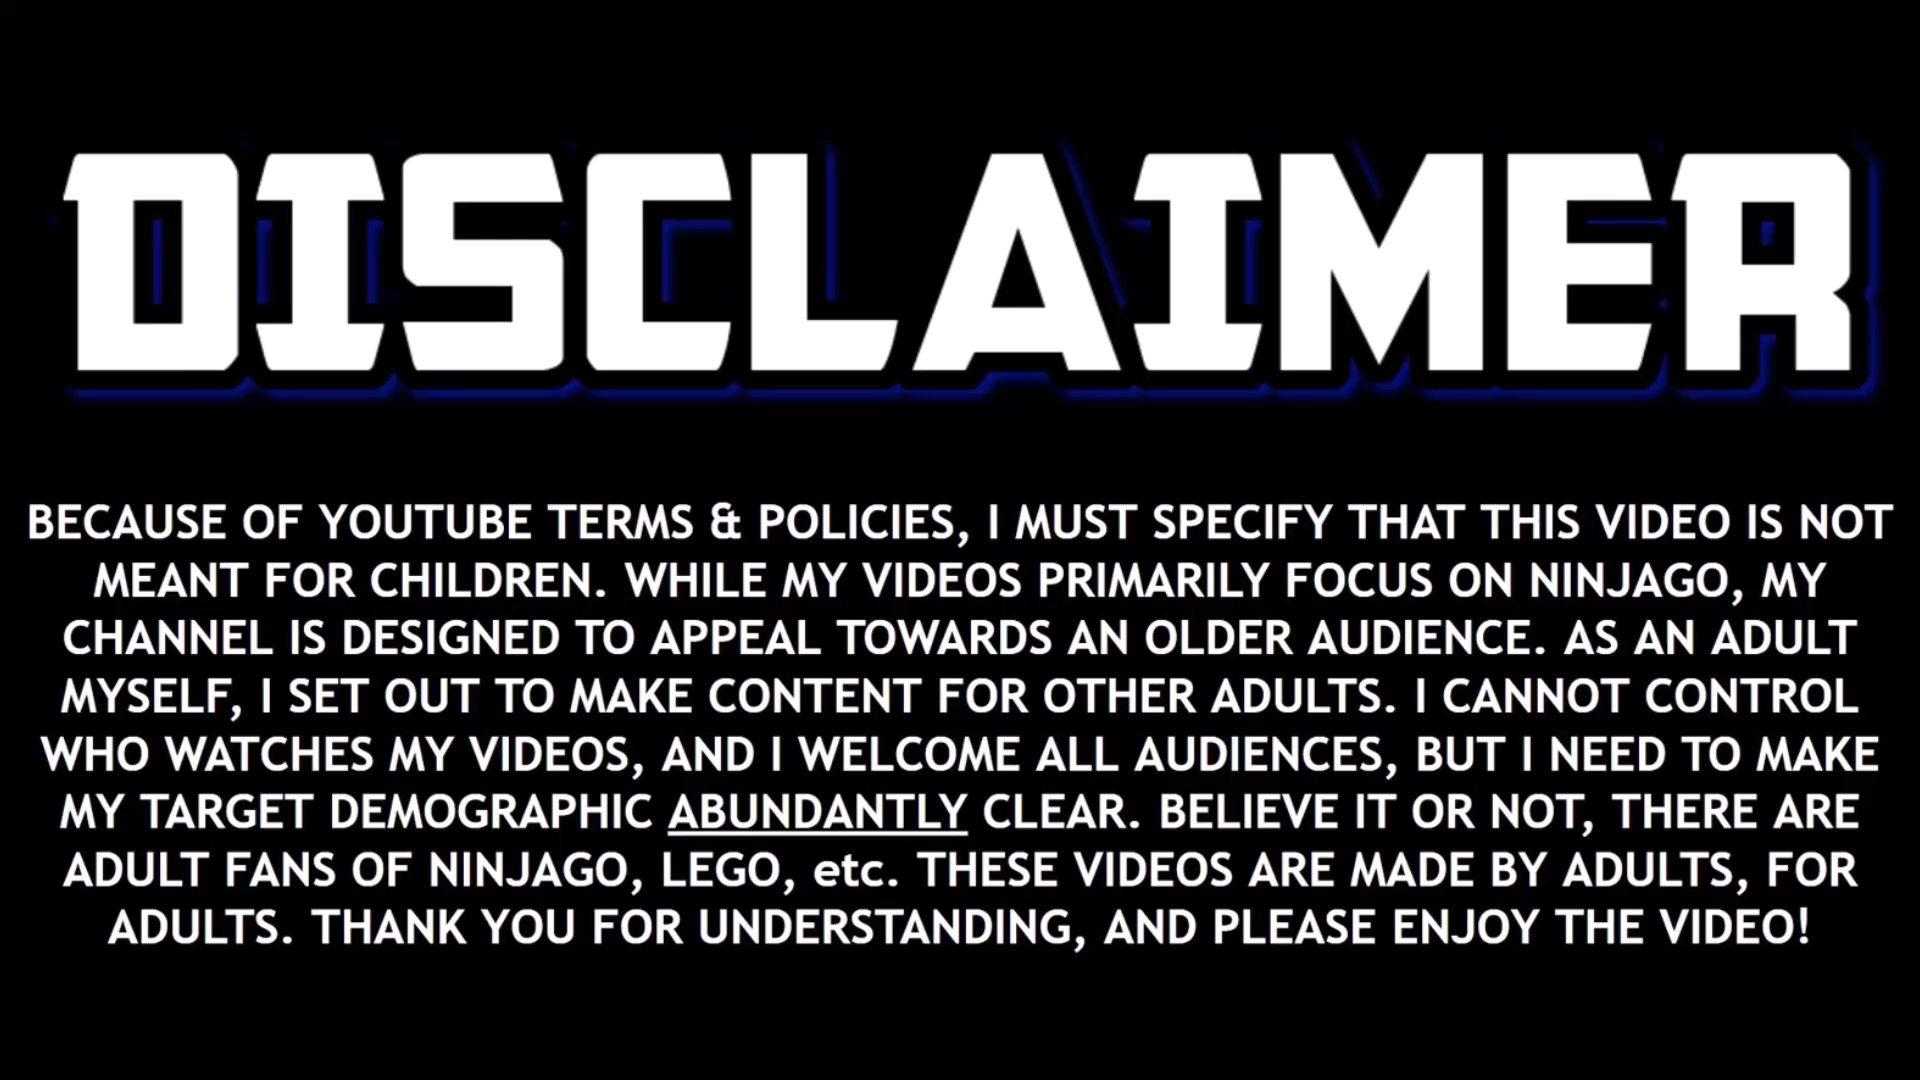 DISCLAIMER
BECAUSE OF YOUTUBE TERMS & POLICIES, I MUST SPECIFY THAT THIS VIDEO IS NOT
MEANT FOR CHILDREN. WHILE MY VIDEOS PRIMARILY FOCUS ON NINJAGO, MY
CHANNEL IS DESIGNED TO APPEAL TOWARDS AN OLDER AUDIENCE. AS AN ADULT
MYSELF, I SET OUT TO MAKE CONTENT FOR OTHER ADULTS. I CANNOT CONTROL
WHO WATCHES MY VIDEOS, AND I WELCOME ALL AUDIENCES, BUT I NEED TO MAKE
MY TARGET DEMOGRAPHIC ABUNDANTLY CLEAR. BELIEVE IT OR NOT, THERE ARE
ADULT FANS OF NINJAGO, LEGO, etc. THESE VIDEOS ARE MADE BY ADULTS, FOR
ADULTS. THANK YOU FOR UNDERSTANDING, AND PLEASE ENJOY THE VIDEO!